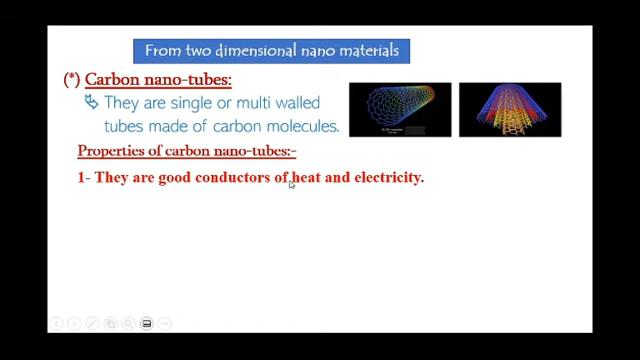 From two dimensional nano materials
(*) Carbon nano-tubes:
They are single or multi walled
tubes made of carbon molecules.
Properties of carbon nano-tubes:-
1- They are good conductors of heat and electricity.